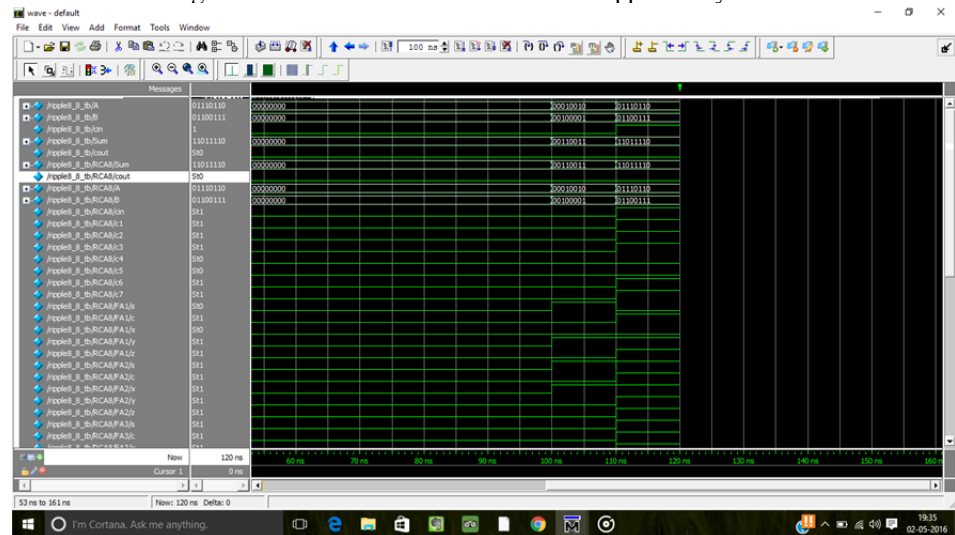 wave - default
File Edit View Add Format Tools Window
100 ns
Messages
/ripple8_8_tb/A 01110110 00000000 00010010 01110110
/ripple8_8_tb/B 01100111 00000000 00100001 01100111
/ripple8_8_tb/cin 1
/ripple8_8_tb/Sum 11011110 00000000 00110011 11011110
/ripple8_8_tb/cout St0
/ripple8_8_tb/RCA8/Sum 11011110 00000000 00110011 11011110
/ripple8_8_tb/RCA8/cout St0
/ripple8_8_tb/RCA8/A 01110110 00000000 00010010 01110110
/ripple8_8_tb/RCA8/B 01100111 00000000 00100001 01100111
/ripple8_8_tb/RCA8/cin St1
/ripple8_8_tb/RCA8/c1 St1
/ripple8_8_tb/RCA8/c2 St1
/ripple8_8_tb/RCA8/c3 St1
/ripple8_8_tb/RCA8/c4 St0
/ripple8_8_tb/RCA8/c5 St0
/ripple8_8_tb/RCA8/c6 St1
/ripple8_8_tb/RCA8/c7 St1
/ripple8_8_tb/RCA8/FA1/s St0
/ripple8_8_tb/RCA8/FA1/c St1
/ripple8_8_tb/RCA8/FA1/x St0
/ripple8_8_tb/RCA8/FA1/y St1
/ripple8_8_tb/RCA8/FA1/z St1
/ripple8_8_tb/RCA8/FA2/s St1
/ripple8_8_tb/RCA8/FA2/c St1
/ripple8_8_tb/RCA8/FA2/x St1
/ripple8_8_tb/RCA8/FA2/y St1
/ripple8_8_tb/RCA8/FA2/z St1
/ripple8_8_tb/RCA8/FA3/s St1
/ripple8_8_tb/RCA8/FA3/c St1
Now 120 ns 60 ns 70 ns 80 ns 90 ns 100 ns 110 ns 120 ns 130 ns 140 ns 150 ns 160 n
Cursor 1 0 ns
53 ns to 161 ns Now: 120 ns Delta: 0
I'm Cortana. Ask me anything. 19:35
02-05-2016